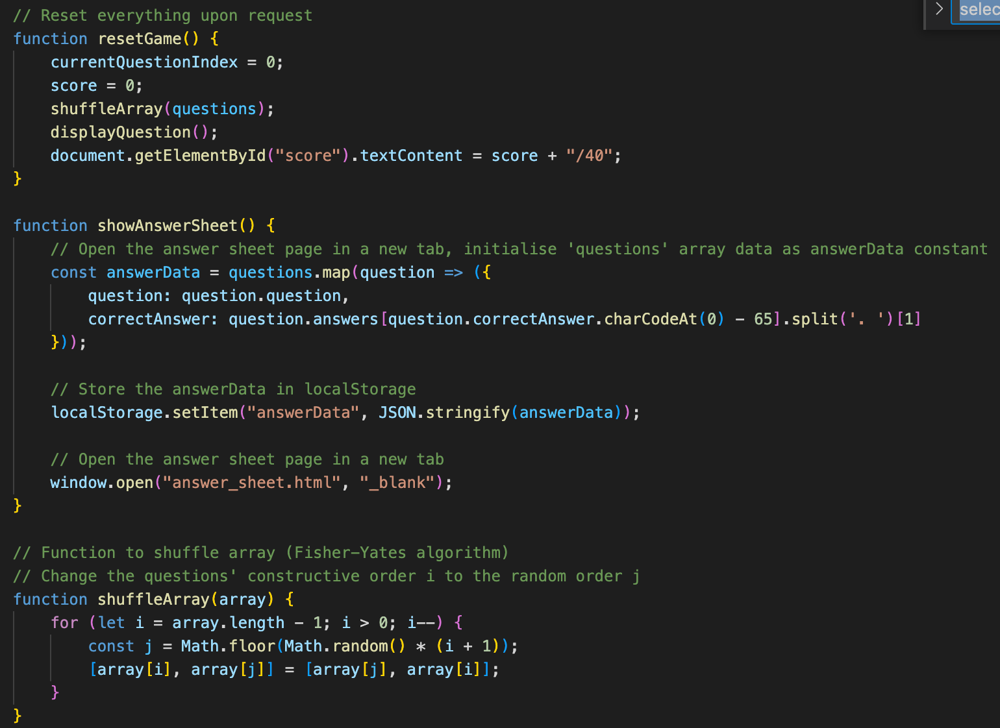 // Reset everything upon request
function resetGame() {
    currentQuestionIndex = 0;
    score = 0;
    shuffleArray(questions);
    displayQuestion();
    document.getElementById("score").textContent = score + "/40";
}

function showAnswerSheet() {
    // Open the answer sheet page in a new tab, initialise 'questions' array data as answerData constant
    const answerData = questions.map(question => ({
        question: question.question,
        correctAnswer: question.answers[question.correctAnswer.charCodeAt(0) - 65].split('. ')[1]
    }));

    // Store the answerData in localStorage
    localStorage.setItem("answerData", JSON.stringify(answerData));

    // Open the answer sheet page in a new tab
    window.open("answer_sheet.html", "_blank");
}

// Function to shuffle array (Fisher-Yates algorithm)
// Change the questions' constructive order i to the random order j
function shuffleArray(array) {
    for (let i = array.length - 1; i > 0; i--) {
        const j = Math.floor(Math.random() * (i + 1));
        [array[i], array[j]] = [array[j], array[i]];
    }
}
selec